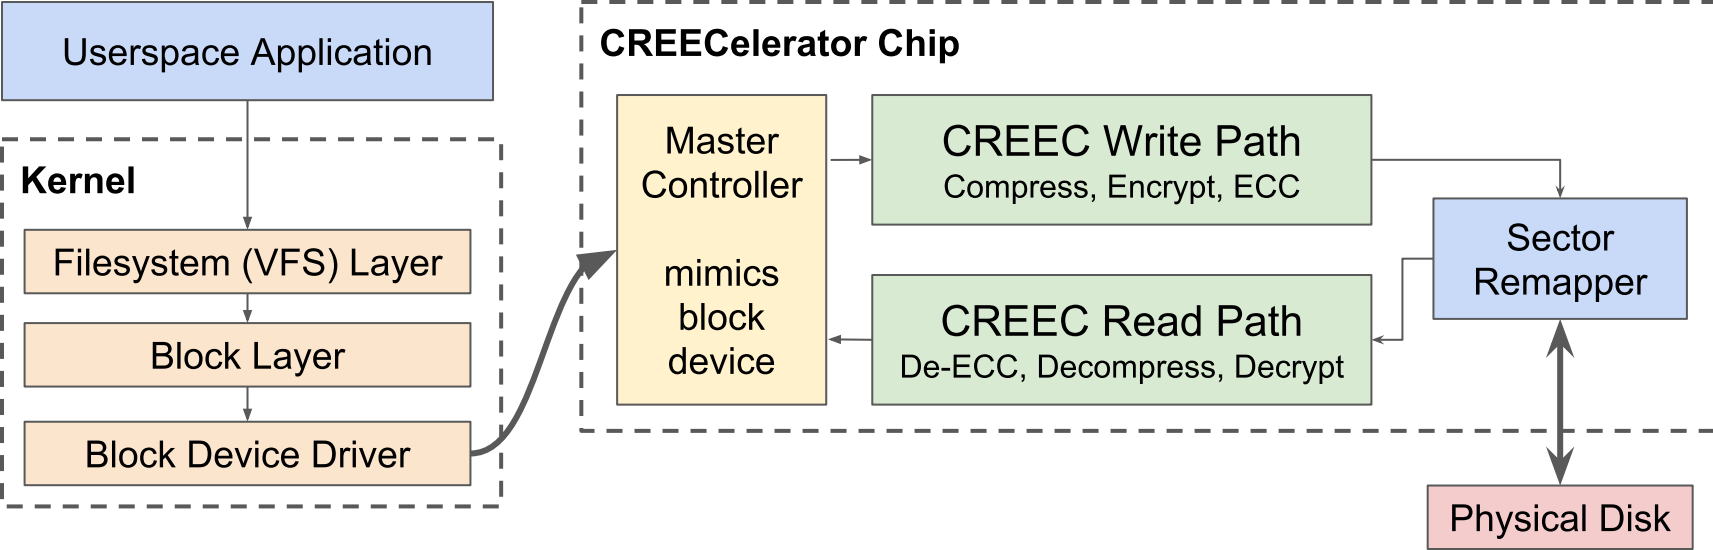 Userspace Application
Kernel
Filesystem (VFS) Layer
Block Layer
Block Device Driver
CREECelerator Chip
Master
Controller
mimics
block
device
CREEC Write Path
Compress, Encrypt, ECC
CREEC Read Path
De-ECC, Decompress, Decrypt
Sector
Remapper
Physical Disk